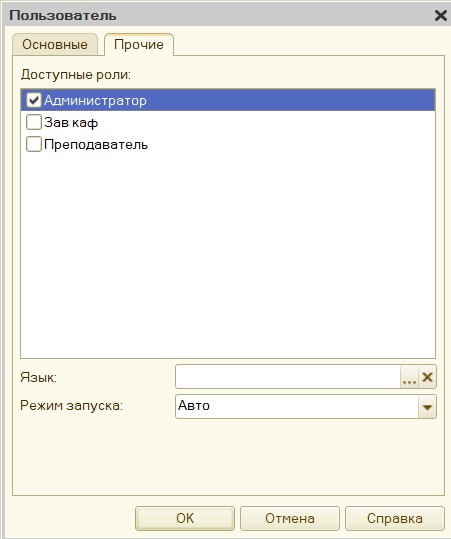 Пользователь
Основные Прочие
Доступные роли:
Администратор
Зав каф
Преподаватель
Язык: ...
Режим запуска: Авто
OK Отмена Справка